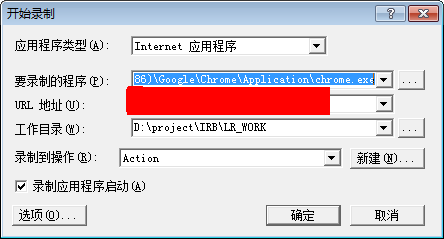 开始录制
应用程序类型(A): Internet 应用程序
要录制的程序(P): 86)\Google\Chrome\Application\chrome.exe ...
URL 地址(U):
工作目录(W): D:\project\IRB\LR_WORK ...
录制到操作(R): Action 新建(N)...
录制应用程序启动(A)
选项(O)... 确定 取消